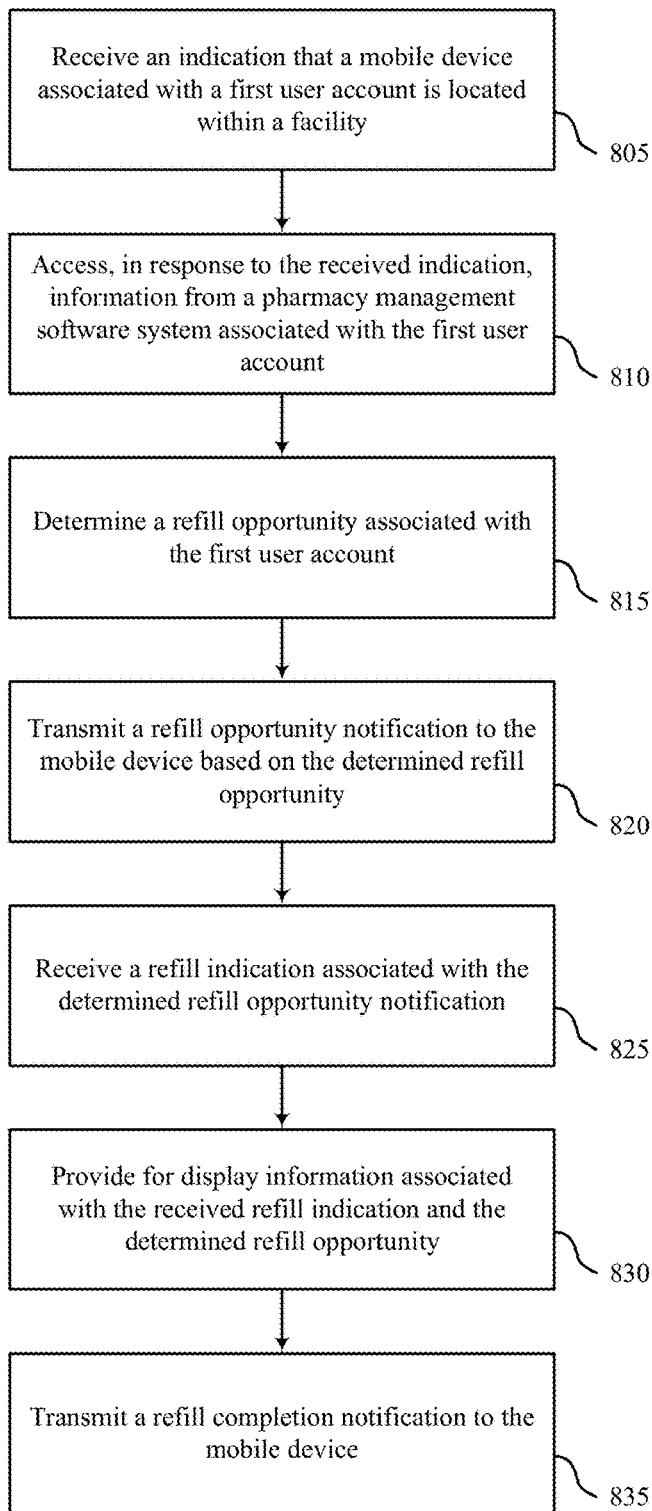 Receive an indication that a mobile device
associated with a first user account is located
within a facility
805
Access, in response to the received indication,
information from a pharmacy management
software system associated with the first user
account
810
Determine a refill opportunity associated with
the first user account
815
Transmit a refill opportunity notification to the
mobile device based on the determined refill
opportunity
820
Receive a refill indication associated with the
determined refill opportunity notification
825
Provide for display information associated
with the received refill indication and the
determined refill opportunity
830
Transmit a refill completion notification to the
mobile device
835